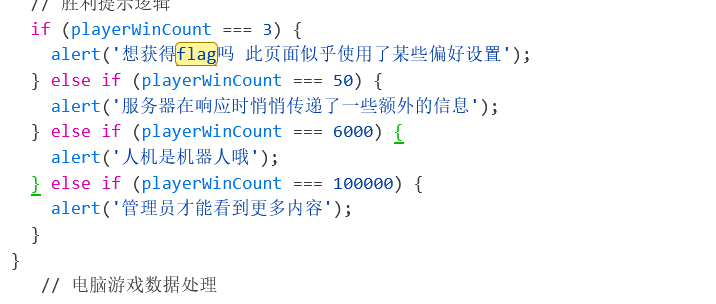 // 胜利提示逻辑
if (playerWinCount === 3) {
alert('想获得flag吗 此页面似乎使用了某些偏好设置');
} else if (playerWinCount === 50) {
alert('服务器在响应时悄悄传递了一些额外的信息');
} else if (playerWinCount === 6000) {
alert('人机是机器人哦');
} else if (playerWinCount === 100000) {
alert('管理员才能看到更多内容');
}
}
// 电脑游戏数据处理